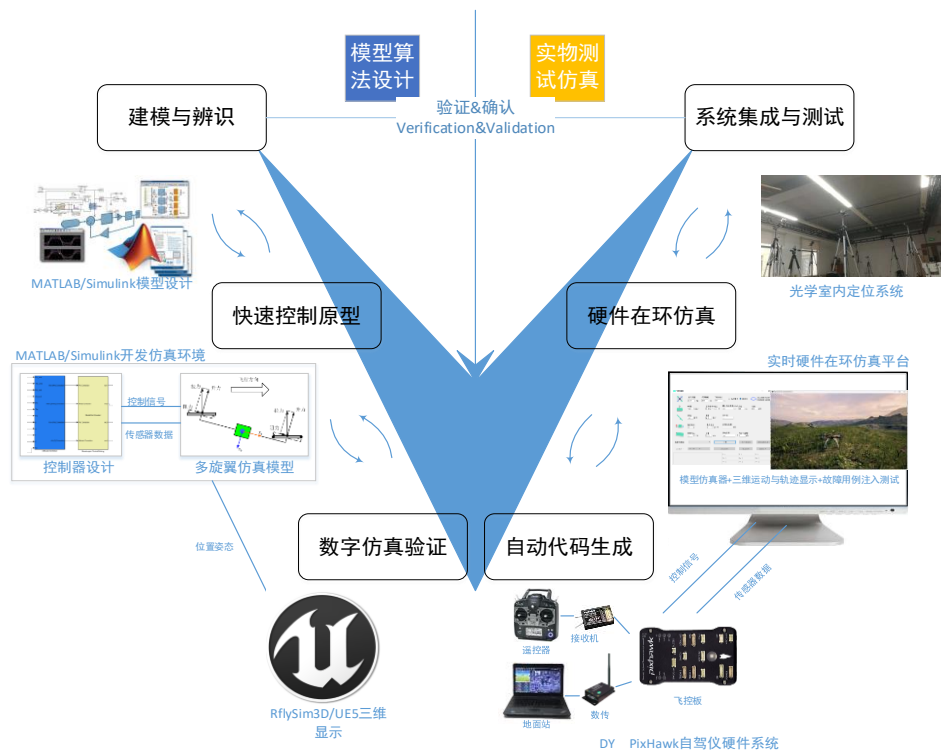 模型算
法设计
实物测
试仿真
验证&确认
Verification&Validation
建模与辨识
系统集成与测试
MATLAB/Simulink模型设计
光学室内定位系统
快速控制原型
硬件在环仿真
MATLAB/Simulink开发仿真环境
控制信号
传感器数据
控制器设计
多旋翼仿真模型
实时硬件在环仿真平台
模型仿真器+三维运动与轨迹显示+故障用例注入测试
数字仿真验证
自动代码生成
位置姿态
控制信号
传感器数据
遥控器
接收机
地面站
数传
pixhawk
飞控板
RflySim3D/UE5三维
显示
DY PixHawk自驾仪硬件系统